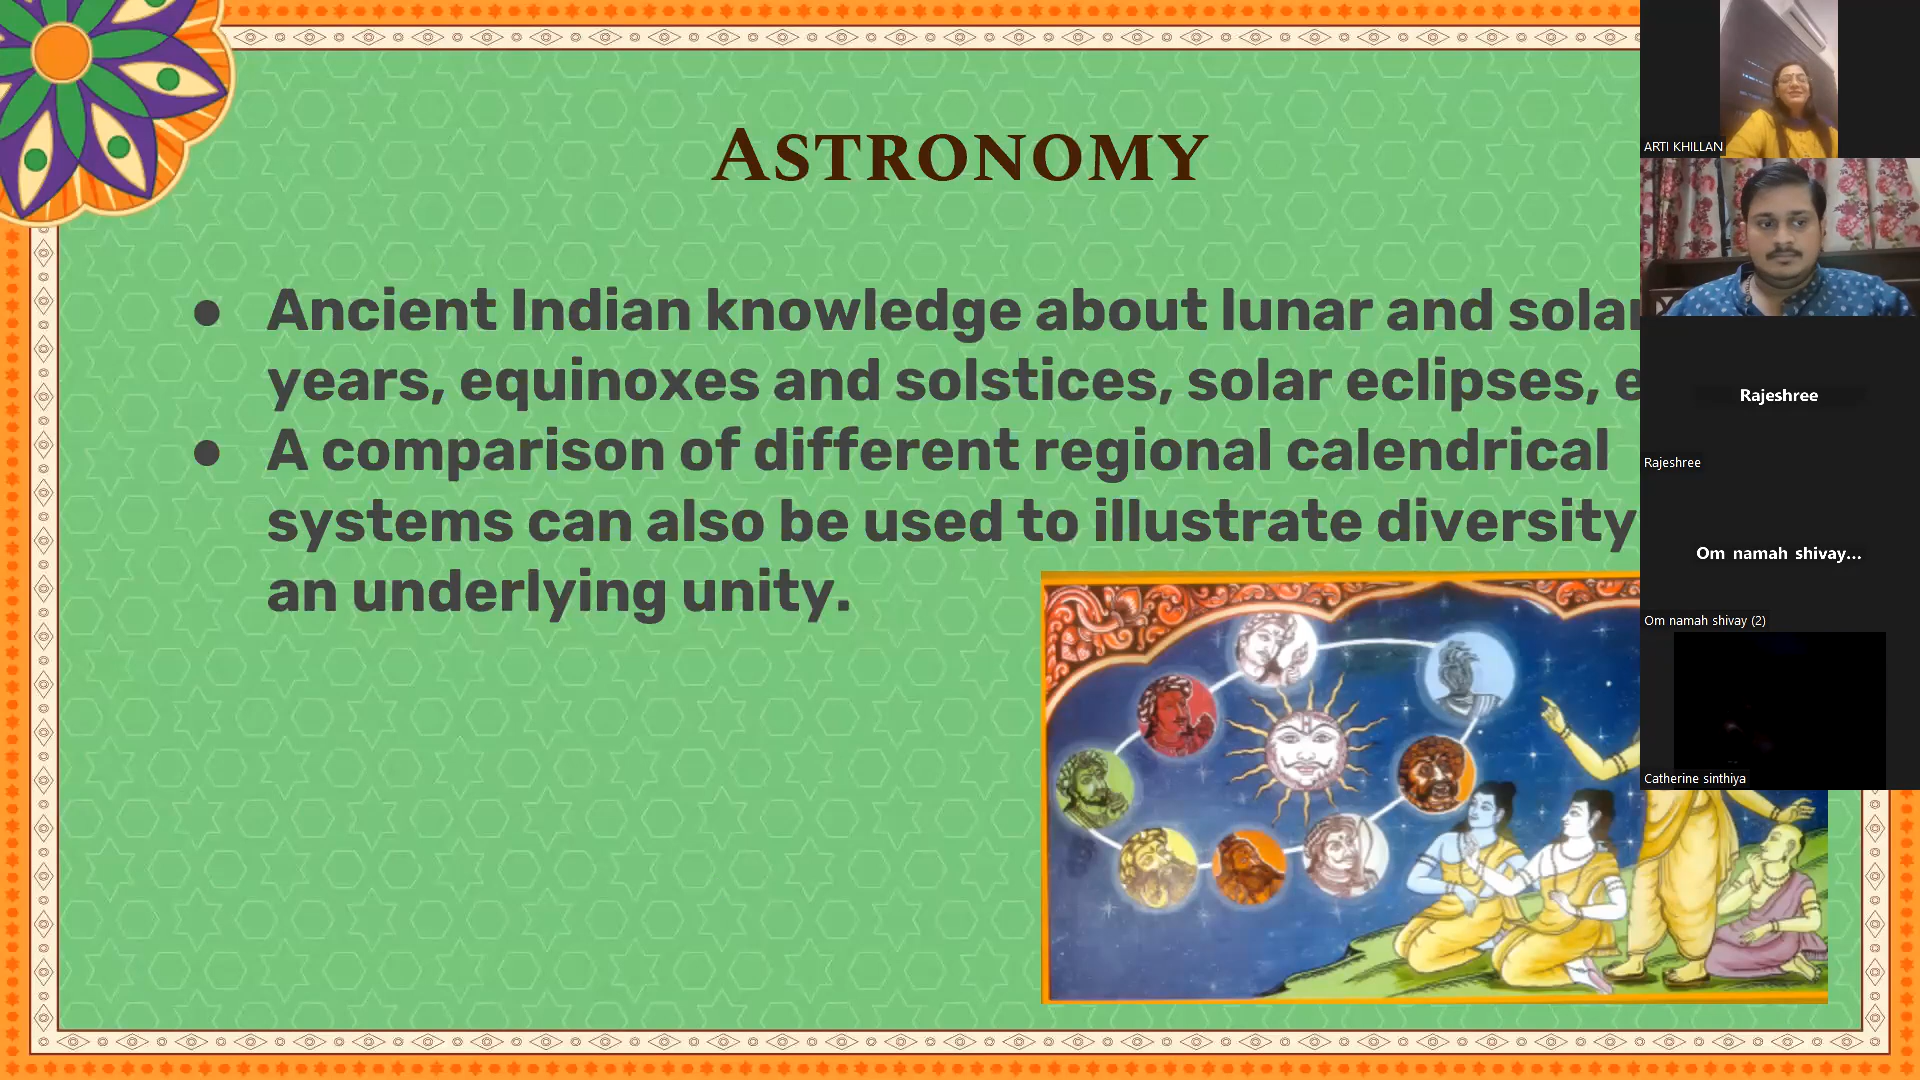 ASTRONOMY
● Ancient Indian knowledge about lunar and solar
years, equinoxes and solstices, solar eclipses,
● A comparison of different regional calendrical
systems can also be used to illustrate diversity
an underlying unity.
ARTI KHILLAN
Rajeshree
Rajeshree
Om namah shivay...
Om namah shivay (2)
Catherine sinthiya